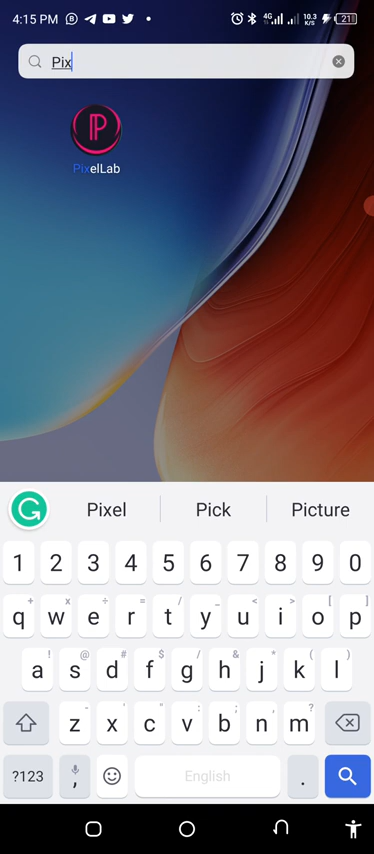 4:15 PM 4G 10.3 K/S 21
Pix
PixelLab
Pixel Pick Picture
1 2 3 4 5 6 7 8 9 0
+ × ÷ = / _ < > [ ]
q w e r t y u i o p
! @ # $ / & * ( )
a s d f g h j k l
- ' " : ; , ?
z x c v b n m
?123 , English .